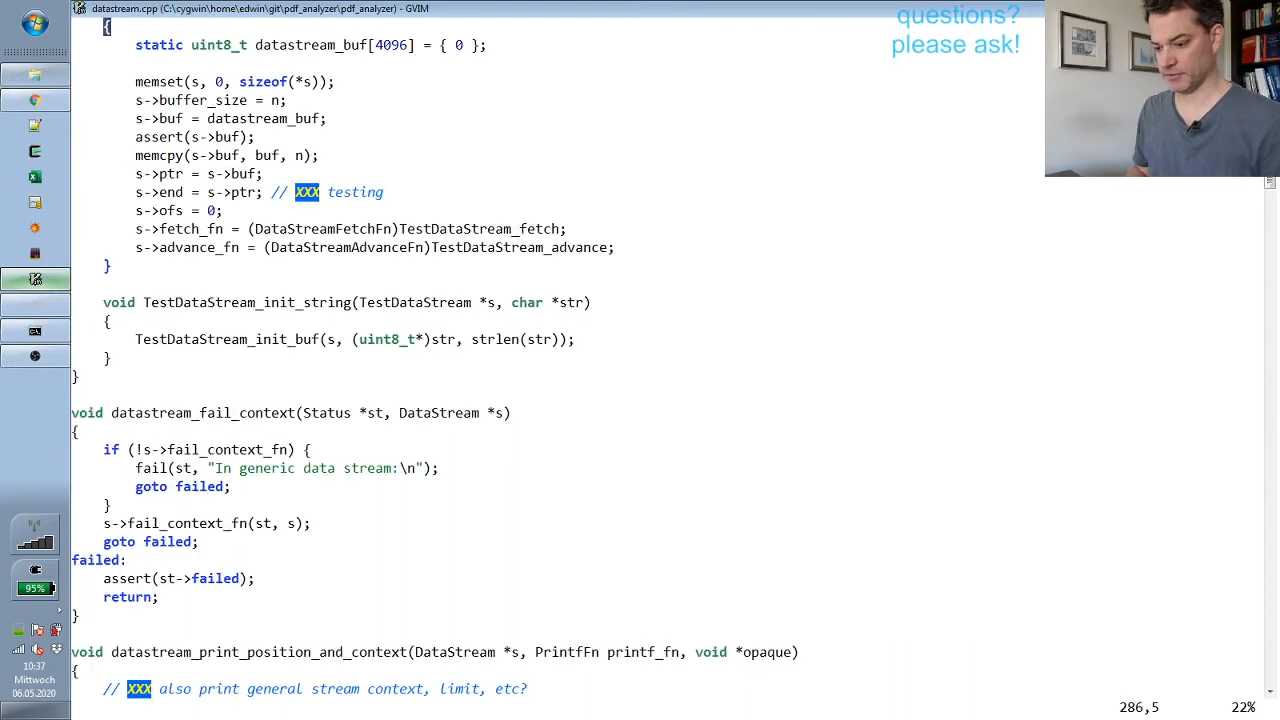 datastream.cpp (C:\cygwin\home\edwin\git\pdf_analyzer\pdf_analyzer) - GVIM
questions?
please ask!
{
static uint8_t datastream_buf[4096] = { 0 };
memset(s, 0, sizeof(*s));
s->buffer_size = n;
s->buf = datastream_buf;
assert(s->buf);
memcpy(s->buf, buf, n);
s->ptr = s->buf;
s->end = s->ptr; // XXX testing
s->ofs = 0;
s->fetch_fn = (DataStreamFetchFn)TestDataStream_fetch;
s->advance_fn = (DataStreamAdvanceFn)TestDataStream_advance;
}
void TestDataStream_init_string(TestDataStream *s, char *str)
{
TestDataStream_init_buf(s, (uint8_t*)str, strlen(str));
}
}
void datastream_fail_context(Status *st, DataStream *s)
{
if (!s->fail_context_fn) {
fail(st, "In generic data stream:\n");
goto failed;
}
s->fail_context_fn(st, s);
goto failed;
failed:
assert(st->failed);
return;
}
void datastream_print_position_and_context(DataStream *s, PrintfFn printf_fn, void *opaque)
{
// XXX also print general stream context, limit, etc?
286,5 22%
95%
10:37
Mittwoch
06.05.2020